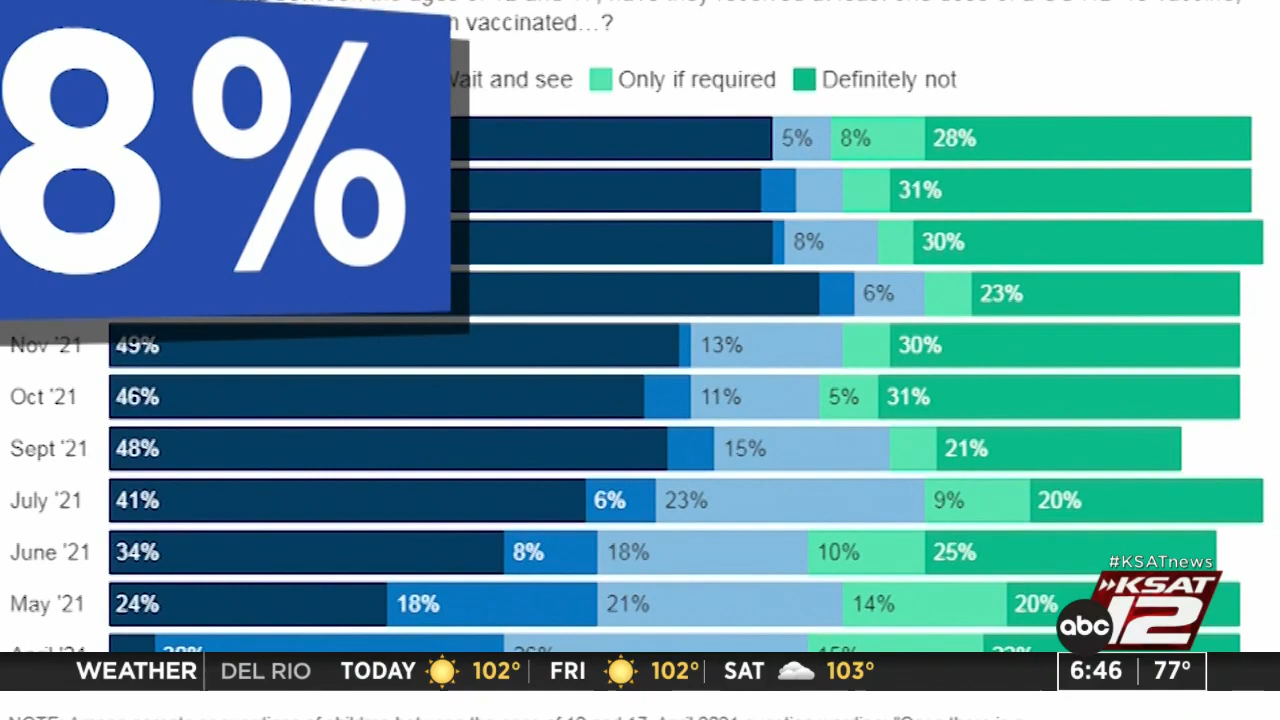 8%
vaccinated…?
Wait and see Only if required Definitely not
5% 8% 28%
31%
8% 30%
6% 23%
Nov '21 49% 13% 30%
Oct '21 46% 11% 5% 31%
Sept '21 48% 15% 21%
July '21 41% 6% 23% 9% 20%
June '21 34% 8% 18% 10% 25%
#KSATnews
May '21 24% 18% 21% 14% 20%
KSAT
abc 12
April '21
WEATHER DEL RIO TODAY 102° FRI 102° SAT 103° 6:46 77°